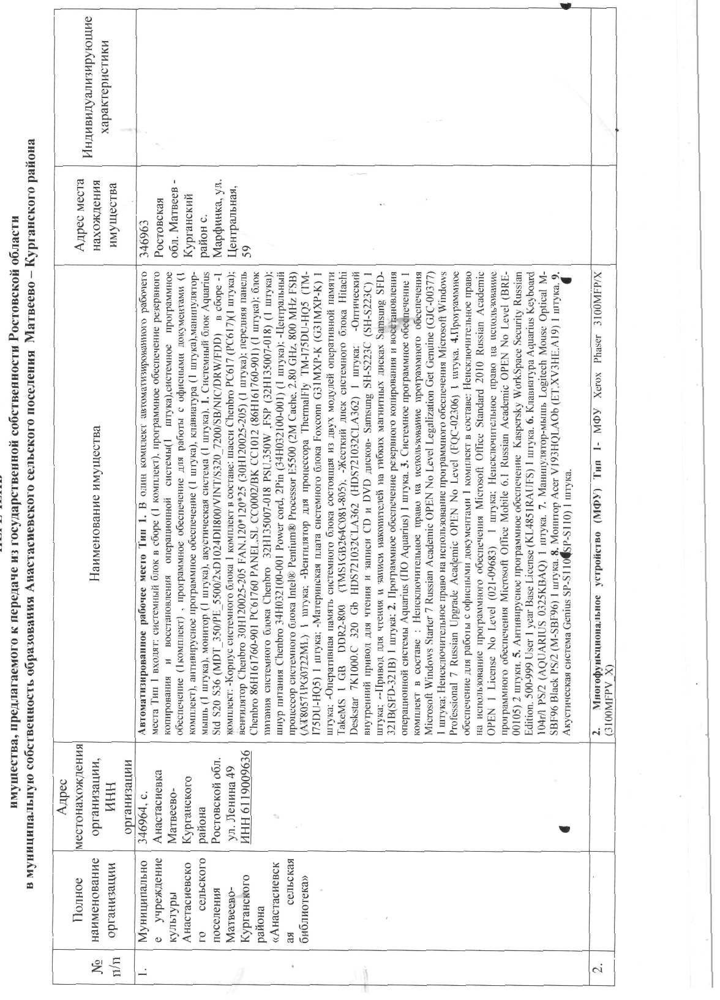 имущества, предлагаемого к передаче из государственной собственности Ростовской области
в муниципальную собственность образования Анастасиевского сельского поселения Матвеево – Курганского района
№
п/п
Полное
наименование
организации
Адрес
местонахождения
организации,
ИНН
организации
Наименование имущества
Адрес места
нахождения
имущества
Индивидуализирующие
характеристики
1.
Муниципально
е учреждение
культуры
Анастасиевско
го сельского
поселения
Матвеево-
Курганского
района
«Анастасиевск
ая сельская
библиотека»
346964, с.
Анастасиевка
Матвеево-
Курганского
района
Ростовской обл.
ул. Ленина 49
ИНН 6119009636
Автоматизированное рабочее место Тип 1. В один комплект автоматизированного рабочего
места Тип 1 входят: системный блок в сборе (1 комплект), программное обеспечение резервного
копирования и восстановления операционной системы(1 штука),системное программное
обеспечение (1комплект) , программное обеспечение для работы с офисными документами (1
комплект), антивирусное программное обеспечение (1 штука), клавиатура (1 штука),манипулятор-
мышь (1 штука), монитор (1 штука), акустическая система (1 штука). 1. Системный блок Aquarius
Std S20 S36 (MDT_350/PE_5500/2xD1024DII800/VINT/S320_7200/SB/NIC/DRW/FDD) в сборе -1
комплект: -Корпус системного блока 1 комплект в составе: шасси Chenbro PC617 (PC617)(1 штука);
вентилятор Chenbro 30H120025-205 FAN.120*120*25 (30H120025-205) (1 штука); передняя панель
Chenbro 86H161760-901 PC61760 PANEL.SL CC0002/BK CC1012 (86H161760-901) (1 штука); блок
питания системного блока Chenbro 32H135007-018 PSU.350W ,FSP (32H135007-018) (1 штука);
шнур питания Chenbro 34H032100-001 Power cord, 2Pin (34H032100-001) (1 штука); -Центральный
процессор системного блока Intel® Pentium® Processor E5500 (2M Cache, 2.80 GHz, 800 MHz FSB)
(AT80571PG0722ML) 1 штука; -Вентилятор для процессора ThermalFly TM-I75DU-HQ5 (TM-
I75DU-HQ5) 1 штука; -Материнская плата системного блока Foxconn G31MXP-K (G31MXP-K) 1
штука: -Оперативная память системного блока состоящая из двух модулей оперативной памяти
TakeMS 1 GB DDR2-800 (TMS1GB264C081-805), -Жесткий диск системного блока Hitachi
Deskstar 7K1000.C 320 Gb HDS721032CLA362 (HDS721032CLA362) 1 штука; -Оптический
внутренний привод для чтения и записи CD и DVD дисков- Samsung SH-S223C (SH-S223C) 1
штука; --Привод для чтения и записи накопителей на гибких магнитных дисках Samsung SFD-
321B(SFD-321B) 1 штука; 2. Программное обеспечение резервного копирования и восстановления
операционной системы Aquarius (ПО Aquarius) 1 штука. 3. Системное программное обеспечение 1
комплект в составе : Неисключительное право на использование программного обеспечения
Microsoft Windows Starter 7 Russian Academic OPEN No Level Legalization Get Genuine (GJC-00377)
1 штука; Неисключительное право на использование программного обеспечения Microsoft Windows
Professional 7 Russian Upgrade Academic OPEN No Level (FQC-02306) 1 штука. 4.Программное
обеспечение для работы с офисными документами 1 комплект в составе: Неисключительное право
на использование программного обеспечения Microsoft Office Standard 2010 Russian Academic
OPEN 1 License No Level (021-09683) 1 штука; Неисключительное право на использование
программного обеспечения Microsoft Office Mobile 6.1 Russian Academic OPEN No Level (BRE-
00105) 2 штуки. 5. Антивирусное программное обеспечение Kaspersky WorkSpace Security Russian
Edition. 500-999 User 1 year Base License (KL4851RAUFS) 1 штука. 6. Клавиатура Aquarius Keyboard
104r/l PS/2 (AQUARIUS 0325KBAQ) 1 штука. 7. Манипулятор-мышь Logitech Mouse Optical M-
SBF96 Black PS/2 (M-SBF96) 1 штука. 8. Монитор Acer V193HQLAOb (ET.XV3HE.A19) 1 штука. 9.
Акустическая система Genius SP-S110 (SP-S110) 1 штука.
346963
Ростовская
обл. Матвеев -
Курганский
район с.
Марфинка, ул.
Центральная,
59
2.
2. Многофункциональное устройство (МФУ) Тип 1- МФУ Xerox Phaser 3100MFP/X
(3100MFPV_X)